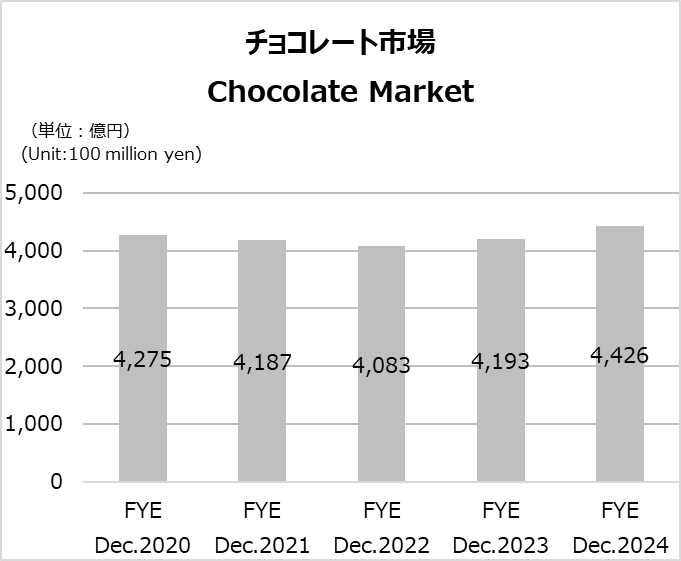 チョコレート市場
Chocolate Market
（単位：億円）
(Unit:100 million yen)
5,000
4,000
3,000
2,000
1,000
0
4,275
4,187
4,083
4,193
4,426
FYE
Dec.2020
FYE
Dec.2021
FYE
Dec.2022
FYE
Dec.2023
FYE
Dec.2024